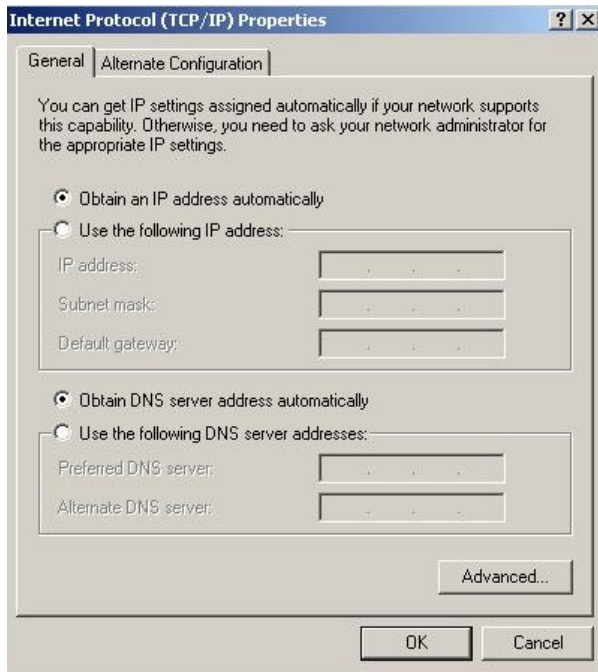 Internet Protocol (TCP/IP) Properties
General
Alternate Configuration
You can get IP settings assigned automatically if your network supports
this capability. Otherwise, you need to ask your network administrator for
the appropriate IP settings.
Obtain an IP address automatically
Use the following IP address:
IP address:
Subnet mask:
Default gateway:
Obtain DNS server address automatically
Use the following DNS server addresses:
Preferred DNS server:
Alternate DNS server:
Advanced...
OK
Cancel